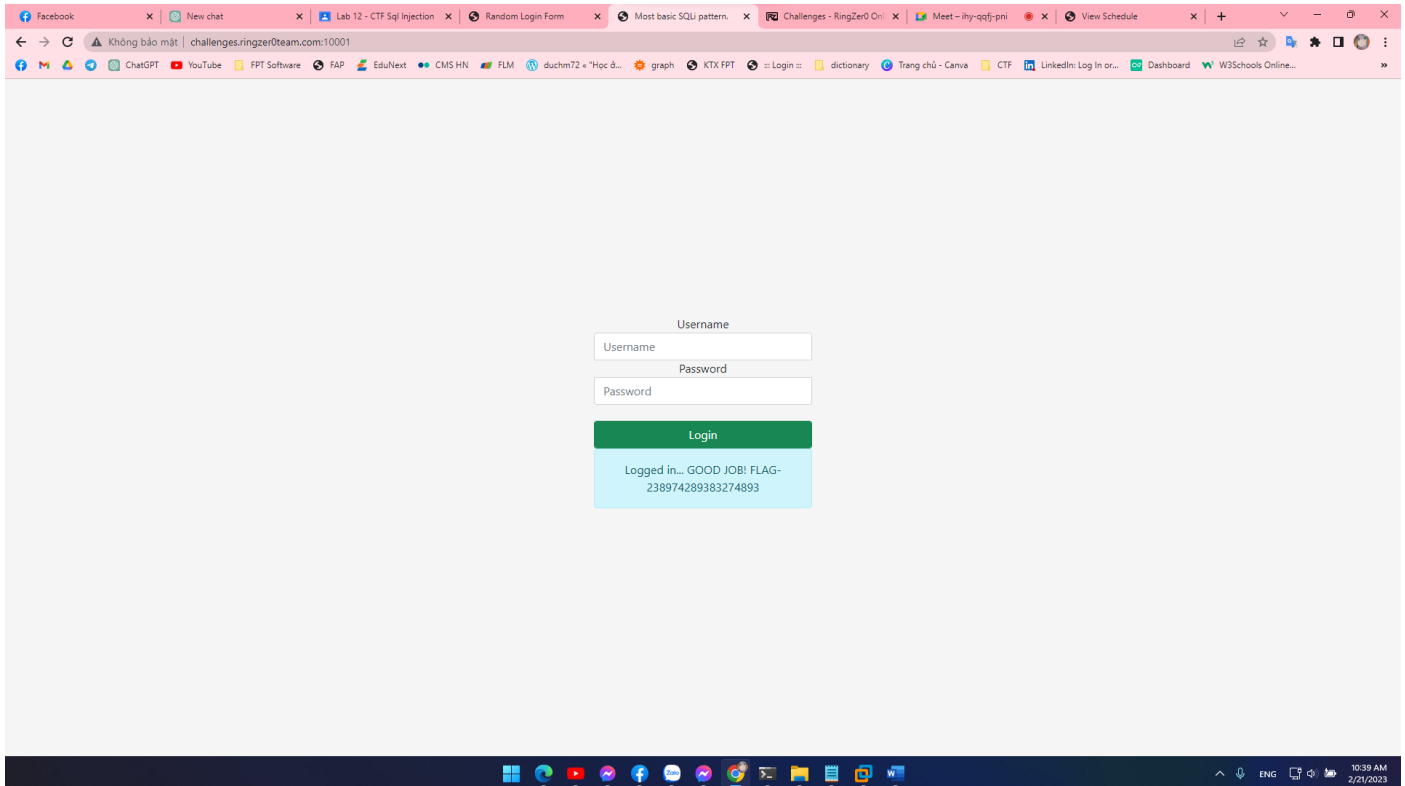 Facebook
New chat
Lab 12 - CTF Sql Injection
Random Login Form
Most basic SQLi pattern.
Challenges - RingZer0 Onli
Meet – ihy-qqfj-pni
View Schedule
Không bảo mật
challenges.ringzer0team.com:10001
ChatGPT
YouTube
FPT Software
FAP
EduNext
CMS HN
FLM
duchm72 « "Học ở...
graph
KTX FPT
::: Login :::
dictionary
Trang chủ - Canva
CTF
LinkedIn: Log In or...
Dashboard
W3Schools Online...
Username
Username
Password
Password
Login
Logged in... GOOD JOB! FLAG-
238974289383274893
Zalo
ENG
10:39 AM
2/21/2023